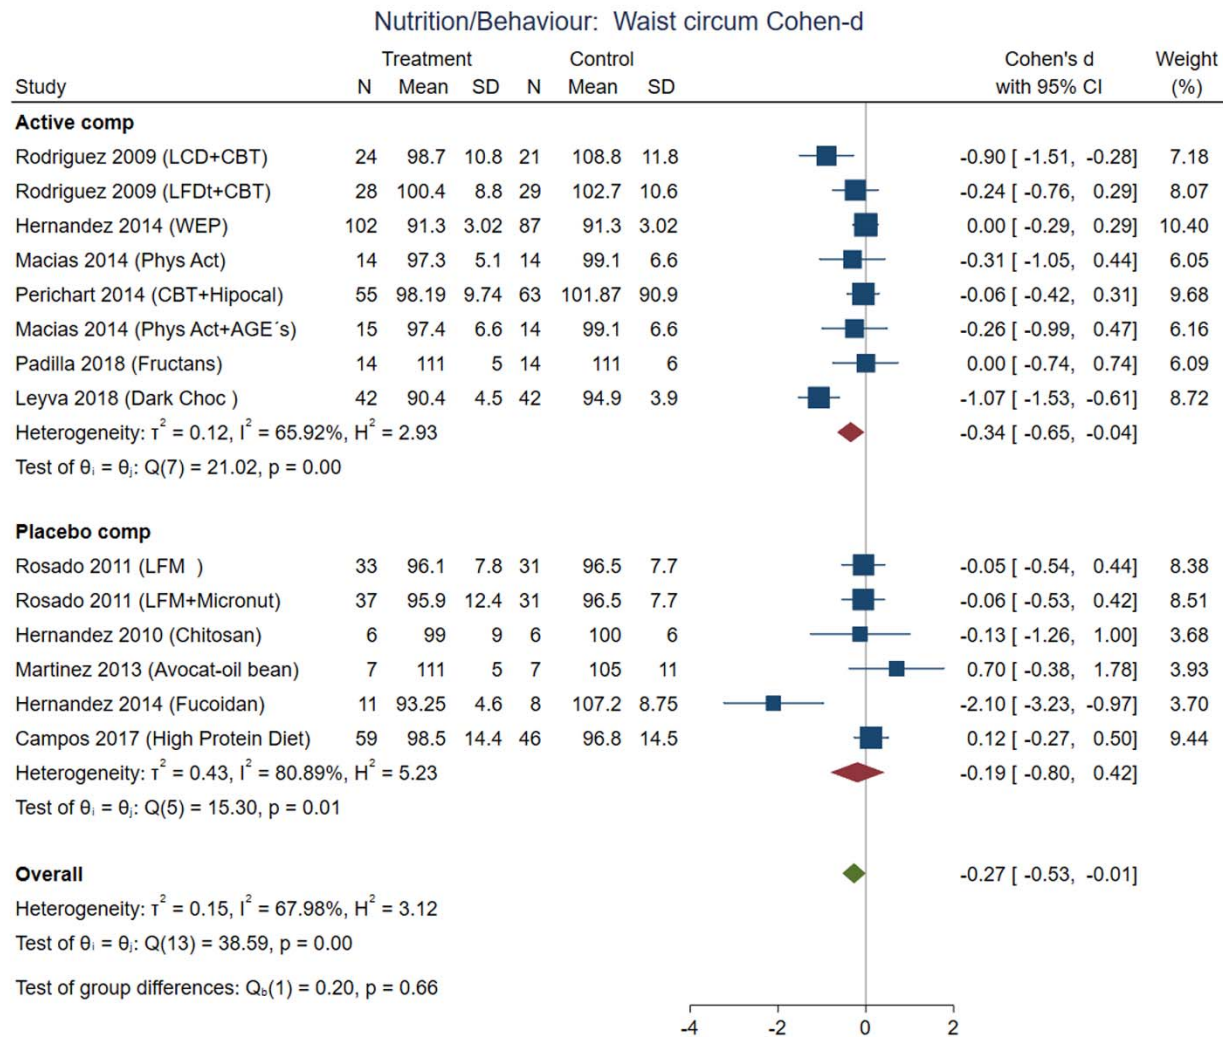 Nutrition/Behaviour: Waist circum Cohen-d
Treatment Control Cohen's d Weight
Study N Mean SD N Mean SD with 95% CI (%)
Active comp
Rodriguez 2009 (LCD+CBT) 24 98.7 10.8 21 108.8 11.8 -0.90 [ -1.51, -0.28] 7.18
Rodriguez 2009 (LFDt+CBT) 28 100.4 8.8 29 102.7 10.6 -0.24 [ -0.76, 0.29] 8.07
Hernandez 2014 (WEP) 102 91.3 3.02 87 91.3 3.02 0.00 [ -0.29, 0.29] 10.40
Macias 2014 (Phys Act) 14 97.3 5.1 14 99.1 6.6 -0.31 [ -1.05, 0.44] 6.05
Perichart 2014 (CBT+Hipocal) 55 98.19 9.74 63 101.87 90.9 -0.06 [ -0.42, 0.31] 9.68
Macias 2014 (Phys Act+AGE´s) 15 97.4 6.6 14 99.1 6.6 -0.26 [ -0.99, 0.47] 6.16
Padilla 2018 (Fructans) 14 111 5 14 111 6 0.00 [ -0.74, 0.74] 6.09
Leyva 2018 (Dark Choc ) 42 90.4 4.5 42 94.9 3.9 -1.07 [ -1.53, -0.61] 8.72
Heterogeneity: τ² = 0.12, I² = 65.92%, H² = 2.93 -0.34 [ -0.65, -0.04]
Test of θᵢ = θⱼ: Q(7) = 21.02, p = 0.00
Placebo comp
Rosado 2011 (LFM ) 33 96.1 7.8 31 96.5 7.7 -0.05 [ -0.54, 0.44] 8.38
Rosado 2011 (LFM+Micronut) 37 95.9 12.4 31 96.5 7.7 -0.06 [ -0.53, 0.42] 8.51
Hernandez 2010 (Chitosan) 6 99 9 6 100 6 -0.13 [ -1.26, 1.00] 3.68
Martinez 2013 (Avocat-oil bean) 7 111 5 7 105 11 0.70 [ -0.38, 1.78] 3.93
Hernandez 2014 (Fucoidan) 11 93.25 4.6 8 107.2 8.75 -2.10 [ -3.23, -0.97] 3.70
Campos 2017 (High Protein Diet) 59 98.5 14.4 46 96.8 14.5 0.12 [ -0.27, 0.50] 9.44
Heterogeneity: τ² = 0.43, I² = 80.89%, H² = 5.23 -0.19 [ -0.80, 0.42]
Test of θᵢ = θⱼ: Q(5) = 15.30, p = 0.01
Overall -0.27 [ -0.53, -0.01]
Heterogeneity: τ² = 0.15, I² = 67.98%, H² = 3.12
Test of θᵢ = θⱼ: Q(13) = 38.59, p = 0.00
Test of group differences: Q_b(1) = 0.20, p = 0.66
-4 -2 0 2